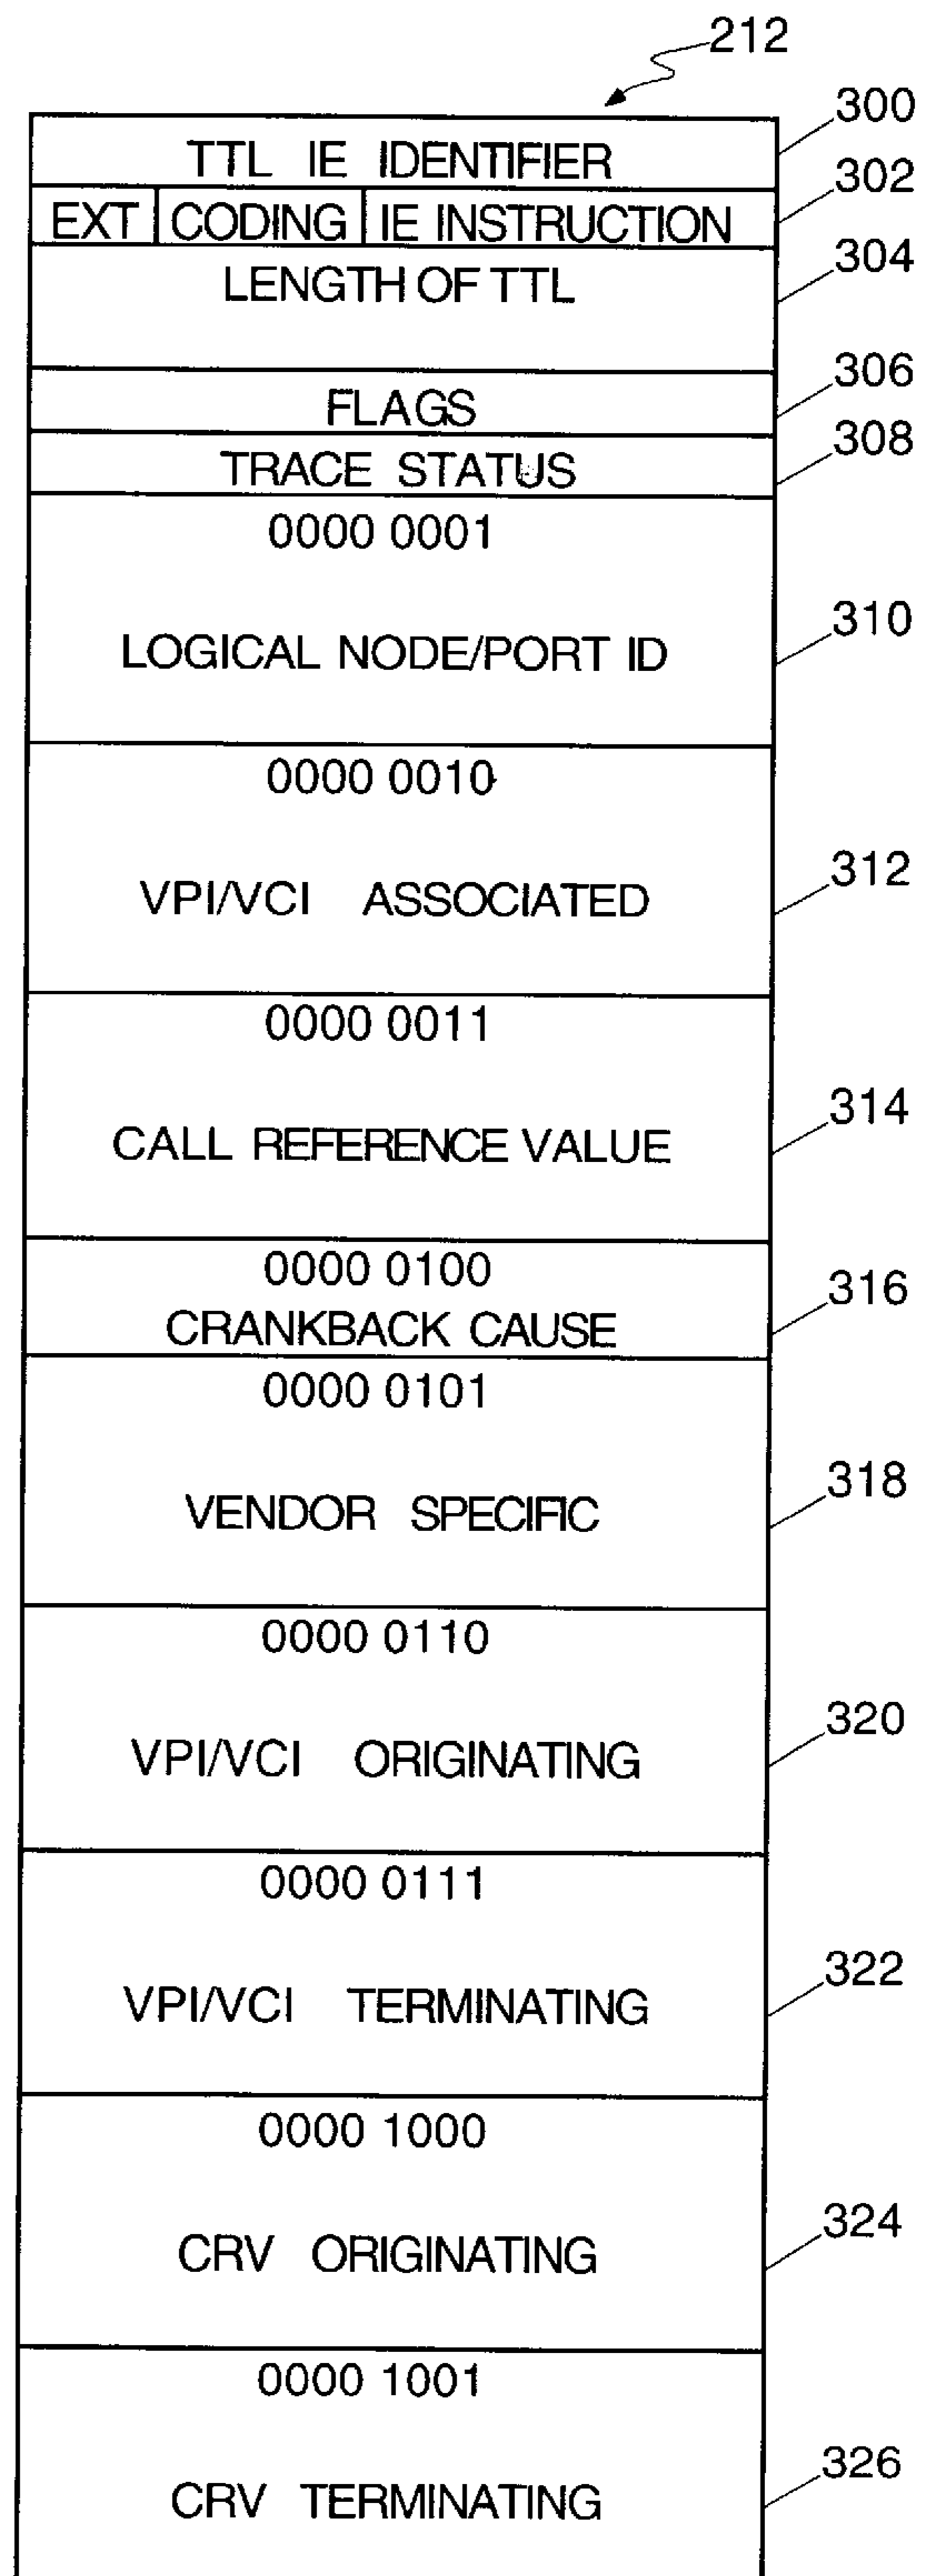 212
TTL IE IDENTIFIER 300
EXT CODING IE INSTRUCTION 302
LENGTH OF TTL 304
FLAGS 306
TRACE STATUS 308
0000 0001
LOGICAL NODE/PORT ID 310
0000 0010
VPI/VCI ASSOCIATED 312
0000 0011
CALL REFERENCE VALUE 314
0000 0100
CRANKBACK CAUSE 316
0000 0101
VENDOR SPECIFIC 318
0000 0110
VPI/VCI ORIGINATING 320
0000 0111
VPI/VCI TERMINATING 322
0000 1000
CRV ORIGINATING 324
0000 1001
CRV TERMINATING 326